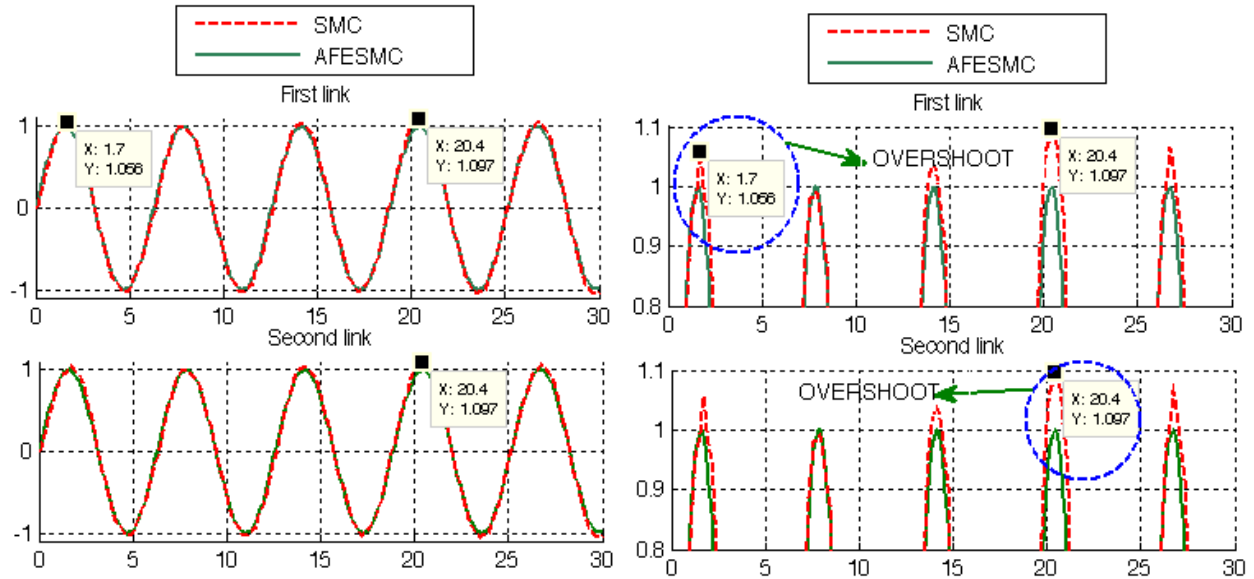 SMC
AFESMC
First link
1
0
-1
X: 1.7
Y: 1.056
X: 20.4
Y: 1.097
0 5 10 15 20 25 30
Second link
1
0
-1
X: 20.4
Y: 1.097
0 5 10 15 20 25 30
SMC
AFESMC
First link
1.1
1
0.9
0.8
X: 1.7
Y: 1.056
OVERSHOOT
X: 20.4
Y: 1.097
0 5 10 15 20 25 30
Second link
1.1
1
0.9
0.8
OVERSHOOT
X: 20.4
Y: 1.097
0 5 10 15 20 25 30